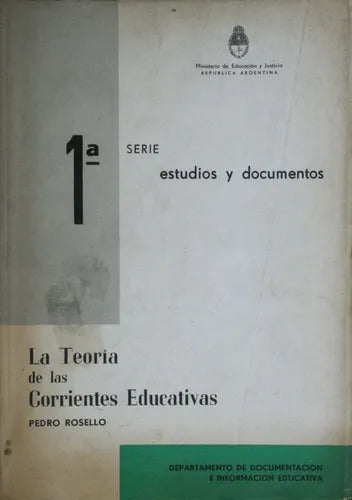 Ministerio de Educación y Justicia
REPUBLICA ARGENTINA
1ª SERIE
estudios y documentos
La Teoría
de las
Corrientes Educativas
PEDRO ROSELLO
DEPARTAMENTO DE DOCUMENTACION
E INFORMACION EDUCATIVA